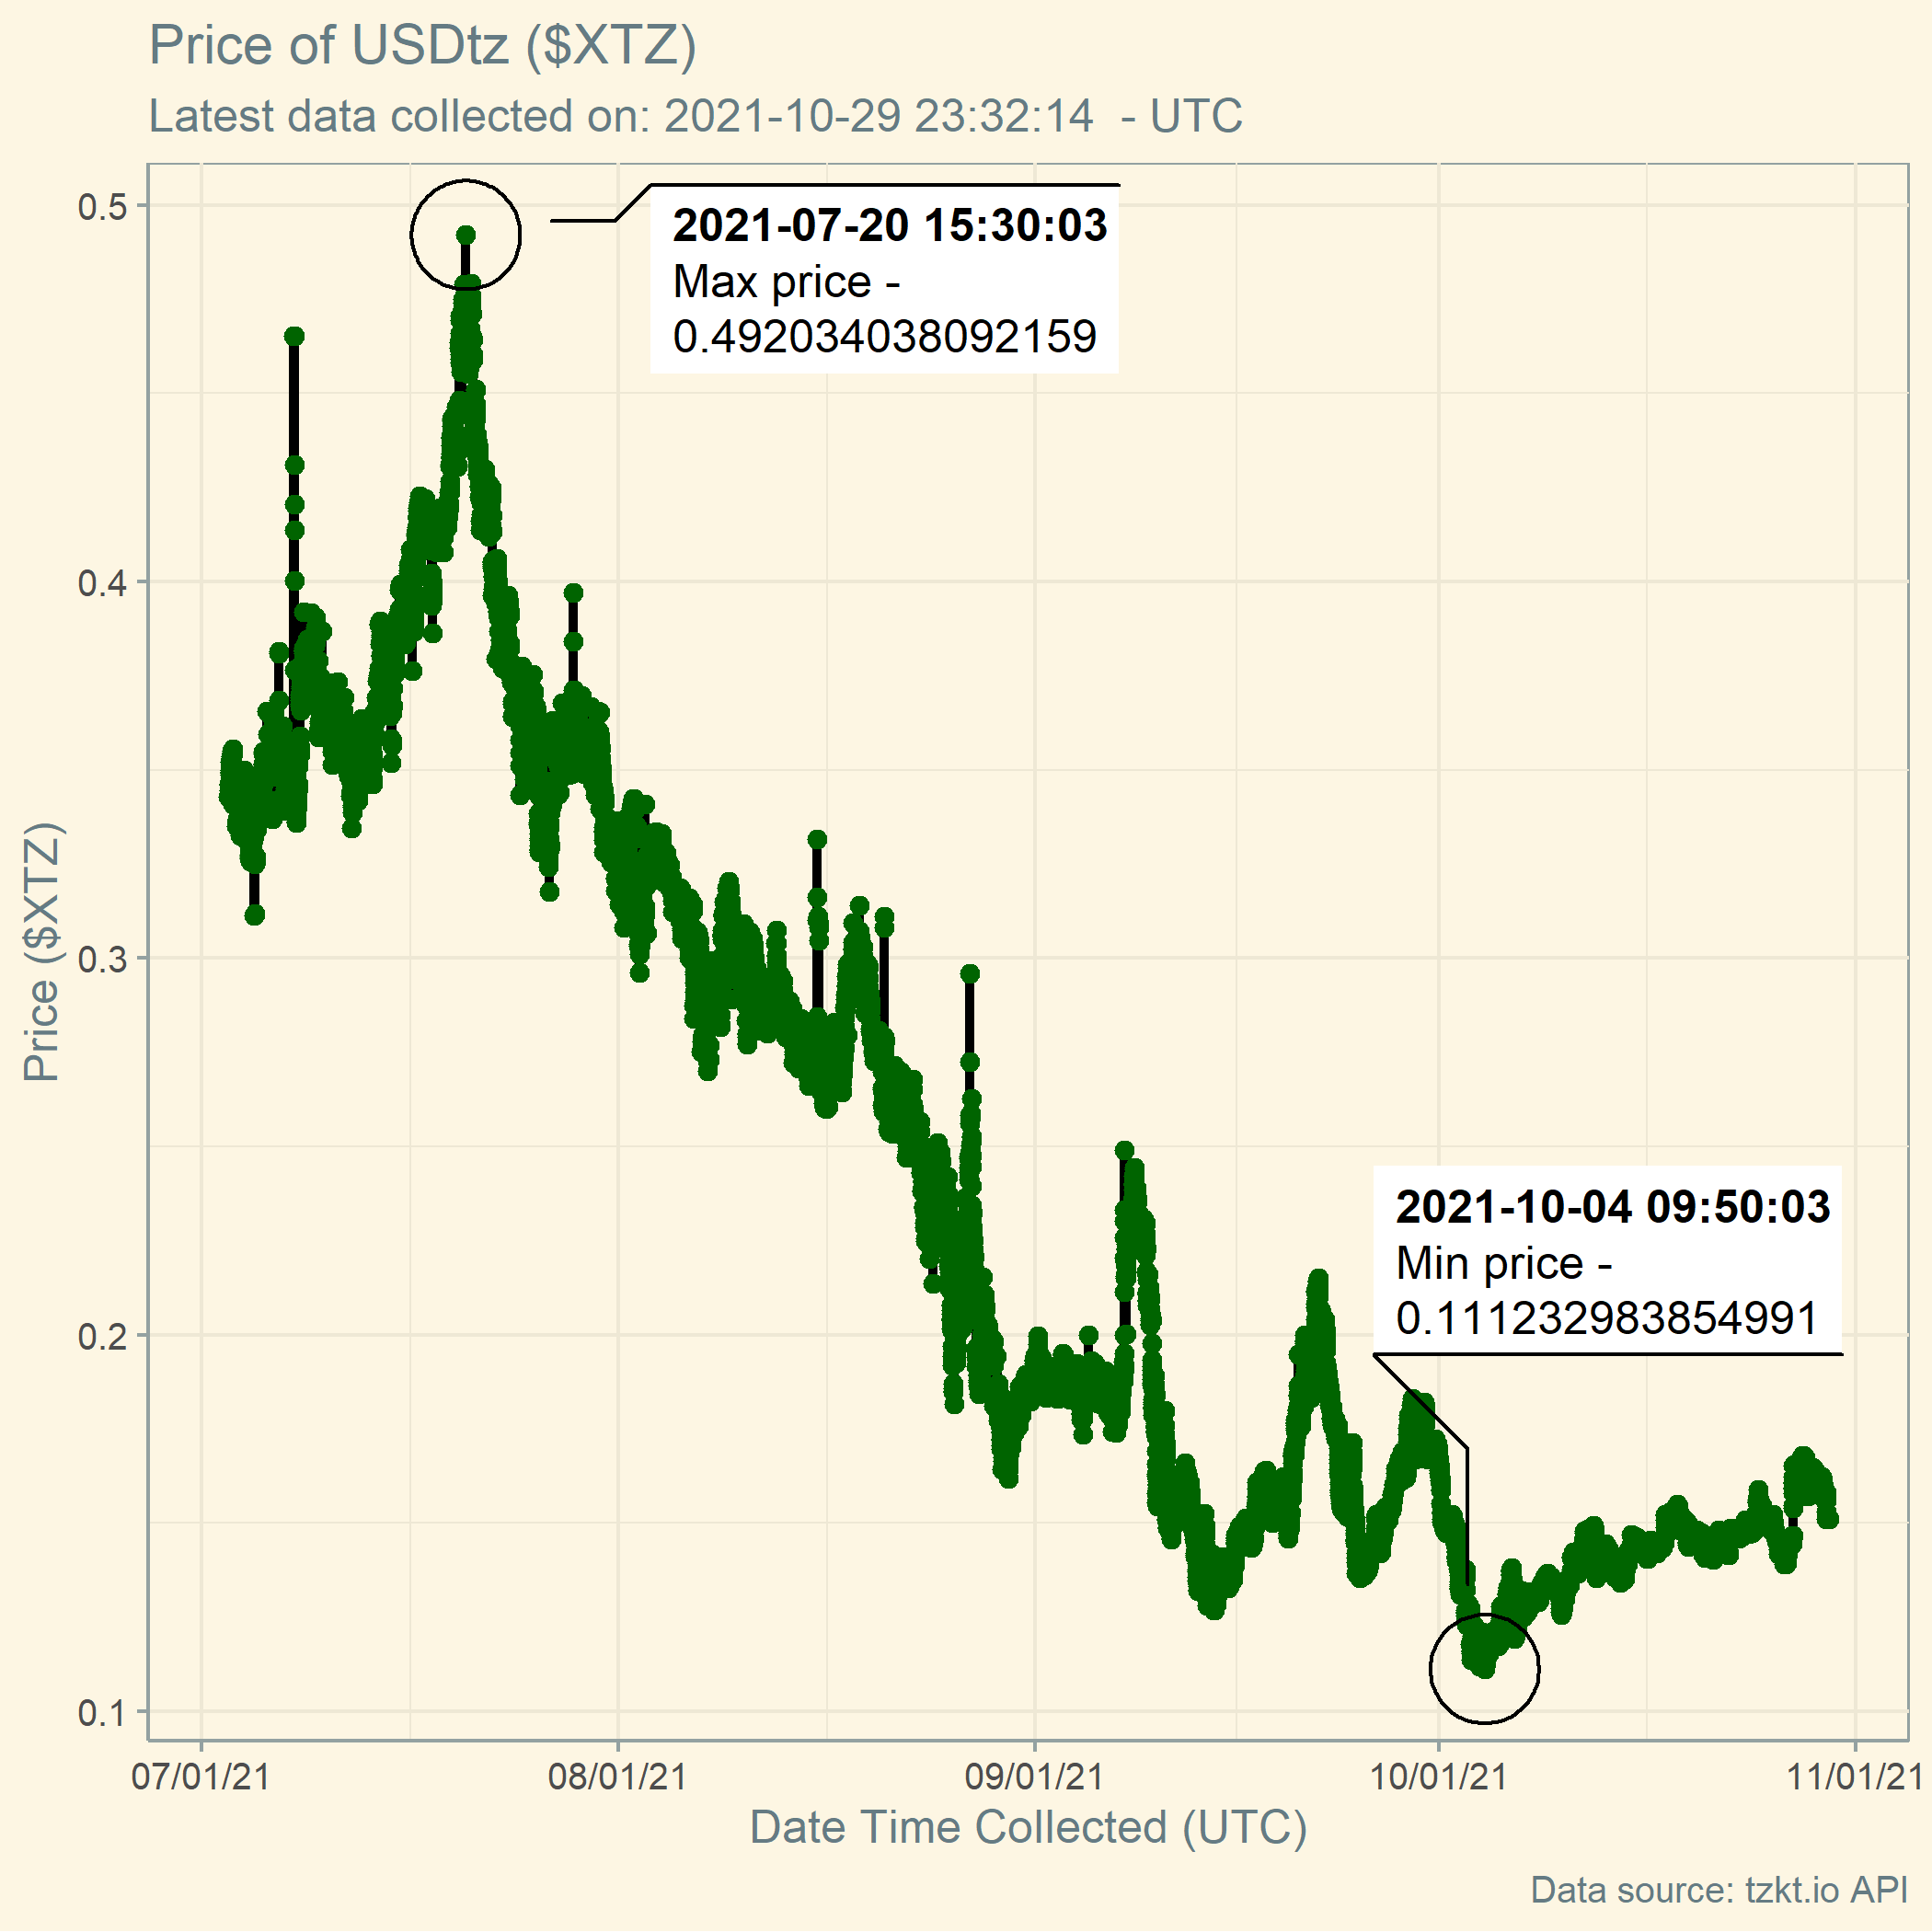 Price of USDtz ($XTZ)
Latest data collected on: 2021-10-29 23:32:14  - UTC
2021-07-20 15:30:03
Max price -
0.492034038092159
2021-10-04 09:50:03
Min price -
0.111232983854991
Price ($XTZ)
0.5
0.4
0.3
0.2
0.1
07/01/21
08/01/21
09/01/21
10/01/21
11/01/21
Date Time Collected (UTC)
Data source: tzkt.io API